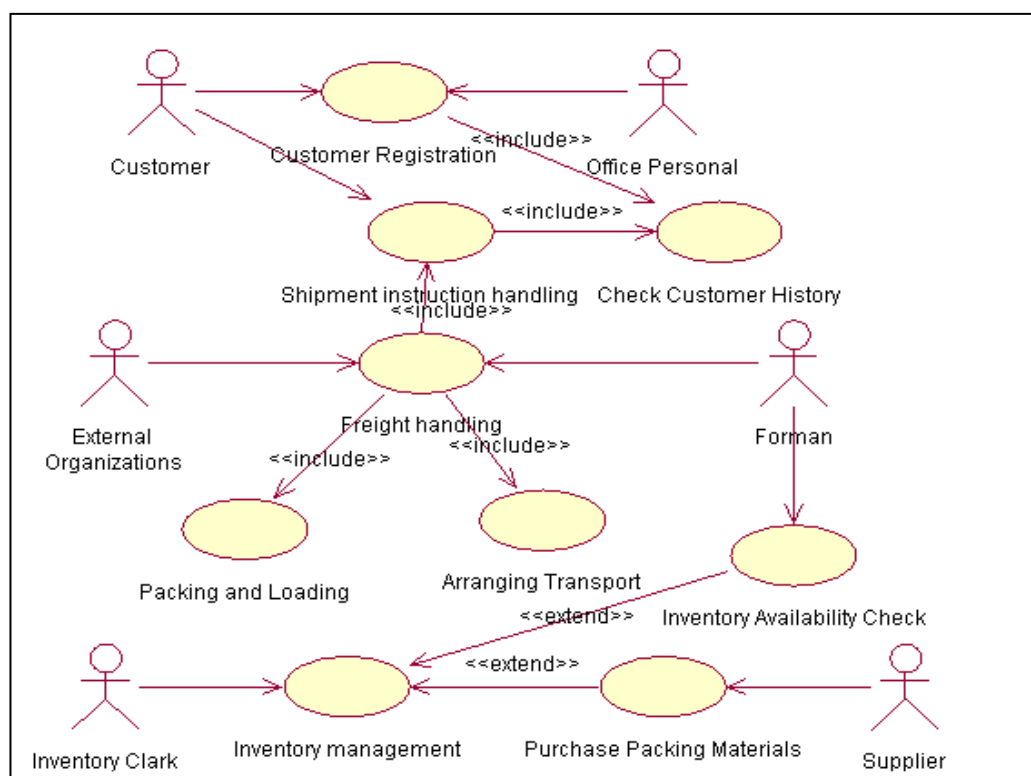 <<include>>
Customer
Customer Registration
Office Personal
<<include>>
Shipment instruction handling
Check Customer History
<<include>>
External
Organizations
Freight handling
Forman
<<include>>
<<include>>
Packing and Loading
Arranging Transport
Inventory Availability Check
<<extend>>
<<extend>>
Inventory Clark
Inventory management
Purchase Packing Materials
Supplier